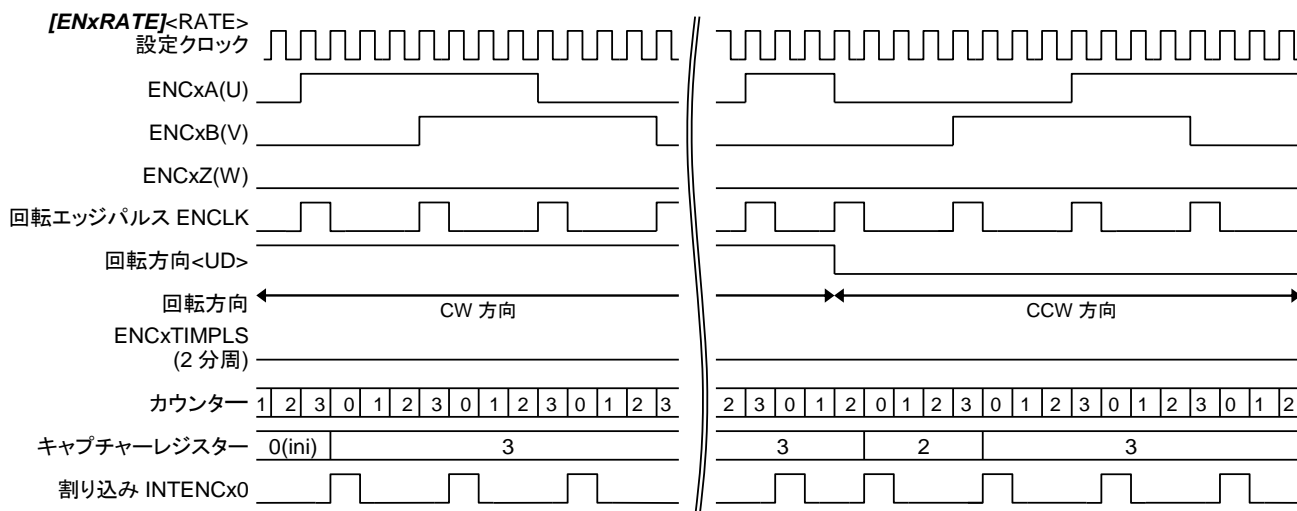 [ENxRATE]<RATE>
設定クロック
ENCxA(U)
ENCxB(V)
ENCxZ(W)
回転エッジパルス ENCLK
回転方向<UD>
回転方向 CW 方向 CCW 方向
ENCxTIMPLS
(2 分周)
カウンター 1 2 3 0 1 2 3 0 1 2 3 0 1 2 3 2 3 0 1 2 0 1 2 3 0 1 2 3 0 1 2 3 0 1 2
キャプチャーレジスター 0(ini) 3 3 2 3
割り込み INTENCx0